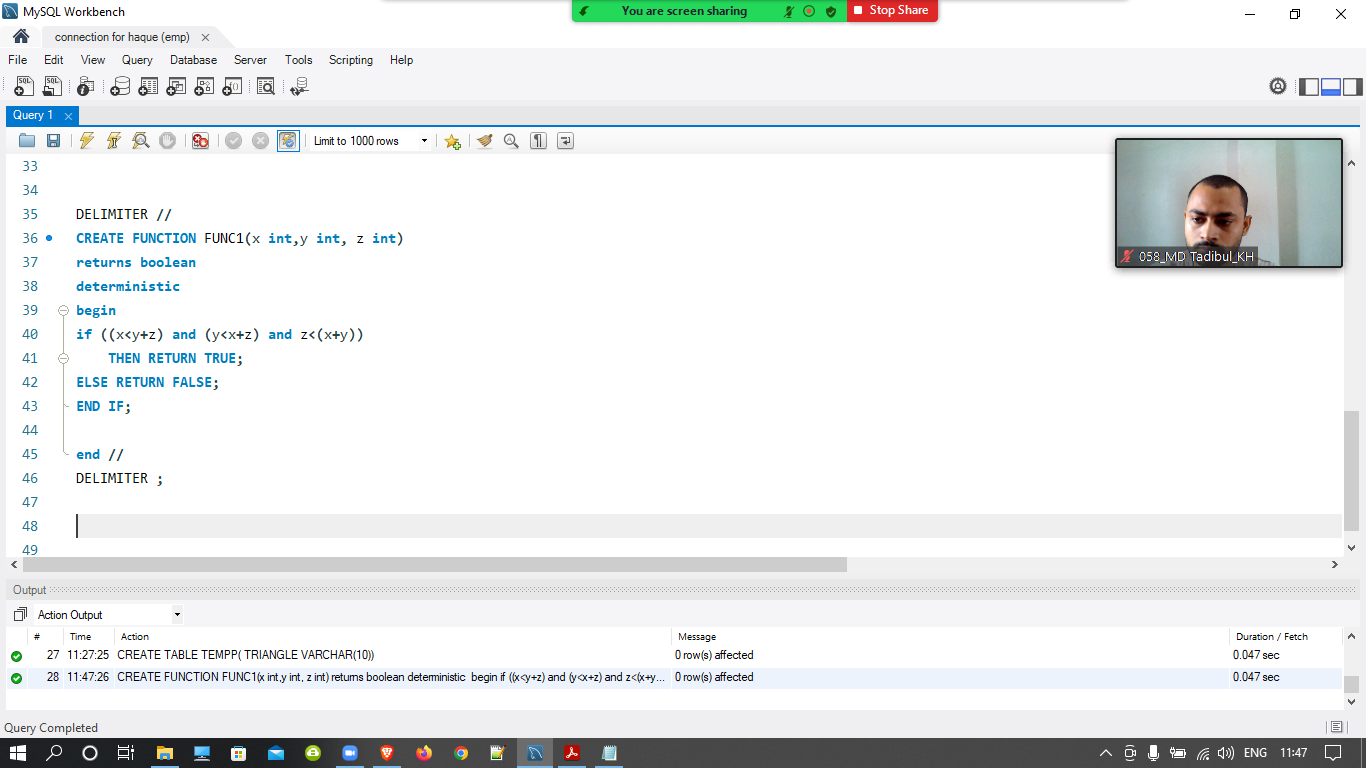 MySQL Workbench
You are screen sharing
Stop Share
connection for haque (emp)
File Edit View Query Database Server Tools Scripting Help
Query 1
Limit to 1000 rows
33
34
35 DELIMITER //
36 CREATE FUNCTION FUNC1(x int,y int, z int)
37 returns boolean
38 deterministic
39 begin
40 if ((x<y+z) and (y<x+z) and z<(x+y))
41 THEN RETURN TRUE;
42 ELSE RETURN FALSE;
43 END IF;
44
45 end //
46 DELIMITER ;
47
48
49
058_MD Tadibul_KH
Output
Action Output
# Time Action Message Duration / Fetch
27 11:27:25 CREATE TABLE TEMPP( TRIANGLE VARCHAR(10)) 0 row(s) affected 0.047 sec
28 11:47:26 CREATE FUNCTION FUNC1(x int,y int, z int) returns boolean deterministic begin if ((x<y+z) and (y<x+z) and z<(x+y... 0 row(s) affected 0.047 sec
Query Completed
ENG 11:47